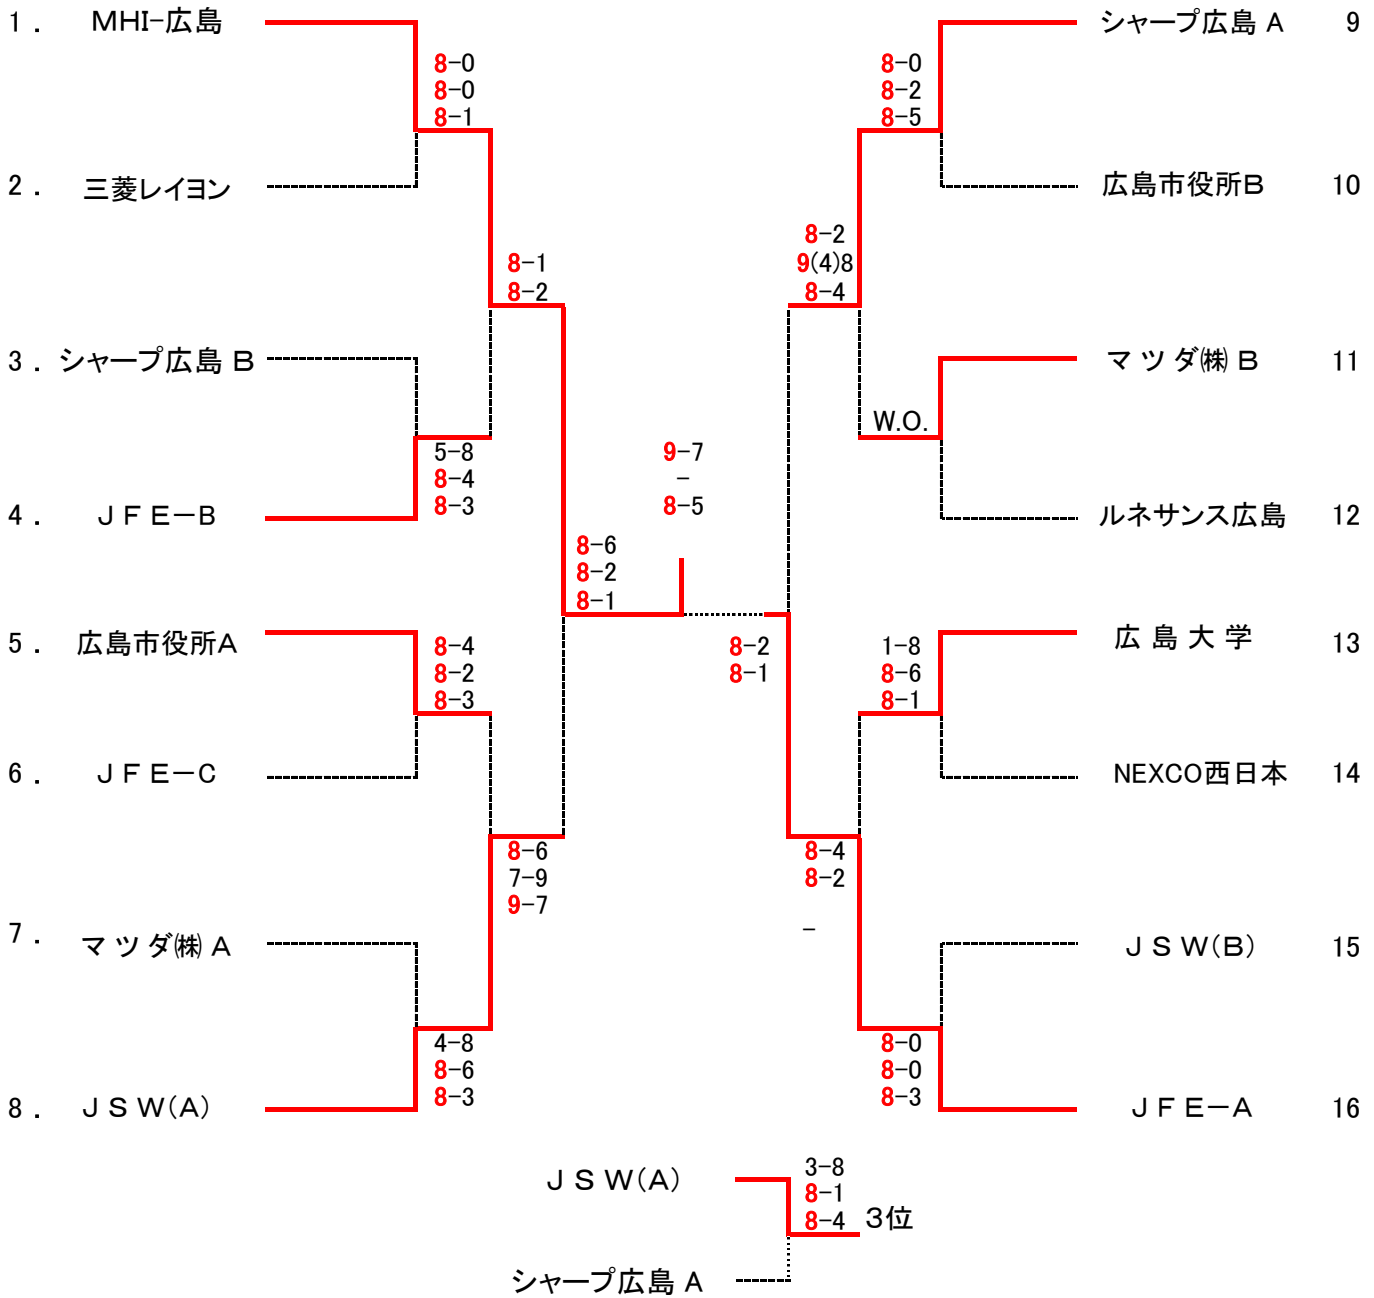 1. MHI-広島
8-0
8-0
8-1
2. 三菱レイヨン
8-1
8-2
3. シャープ広島 B
5-8
8-4
8-3
4. JFE－B
8-6
8-2
8-1
5. 広島市役所A
8-4
8-2
8-3
6. JFE－C
8-6
7-9
9-7
7. マツダ㈱ A
4-8
8-6
8-3
8. JSW(A)
9-7
-
8-5
シャープ広島 A 9
8-0
8-2
8-5
広島市役所B 10
8-2
9(4)8
8-4
マツダ㈱ B 11
W.O.
ルネサンス広島 12
8-2
8-1
広島大学 13
1-8
8-6
8-1
NEXCO西日本 14
8-4
8-2
-
JSW(B) 15
8-0
8-0
8-3
JFE－A 16
JSW(A)
3-8
8-1
8-4
3位
シャープ広島 A